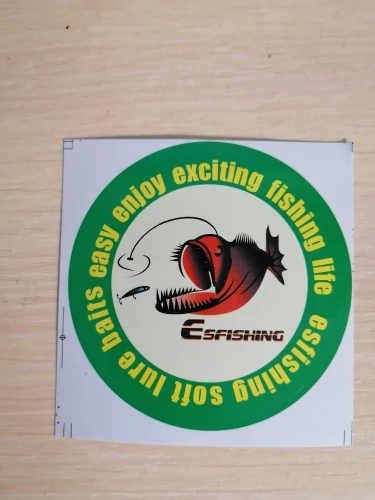 easy enjoy exciting fishing life
esfishing soft lure baits
ESFISHING